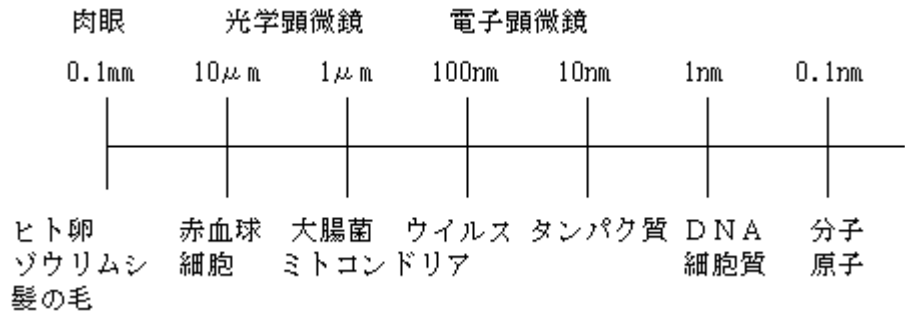 肉眼 光学顕微鏡 電子顕微鏡
0.1mm 10μm 1μm 100nm 10nm 1nm 0.1nm
ヒト卵 赤血球 大腸菌 ウイルス タンパク質 DNA 分子
ゾウリムシ 細胞 ミトコンドリア 細胞質 原子
髪の毛